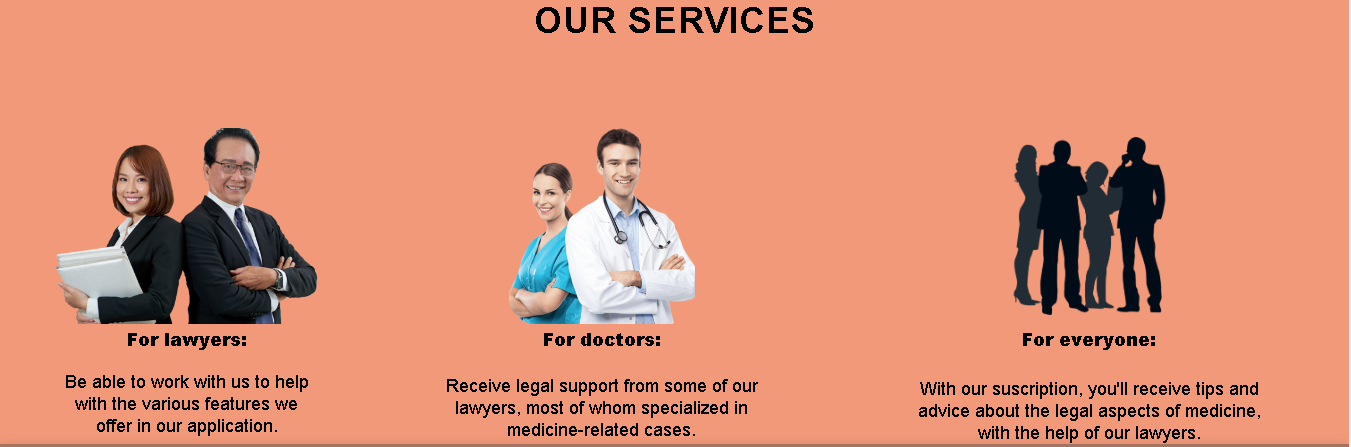 OUR SERVICES
For lawyers:
Be able to work with us to help
with the various features we
offer in our application.
For doctors:
Receive legal support from some of our
lawyers, most of whom specialized in
medicine-related cases.
For everyone:
With our suscription, you'll receive tips and
advice about the legal aspects of medicine,
with the help of our lawyers.